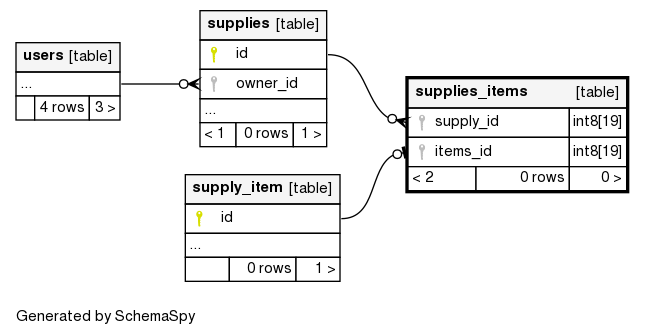 users [table]
...
4 rows 3 >
supplies [table]
id
owner_id
...
< 1 0 rows 1 >
supply_item [table]
id
...
0 rows 1 >
supplies_items [table]
supply_id int8[19]
items_id int8[19]
< 2 0 rows 0 >
Generated by SchemaSpy